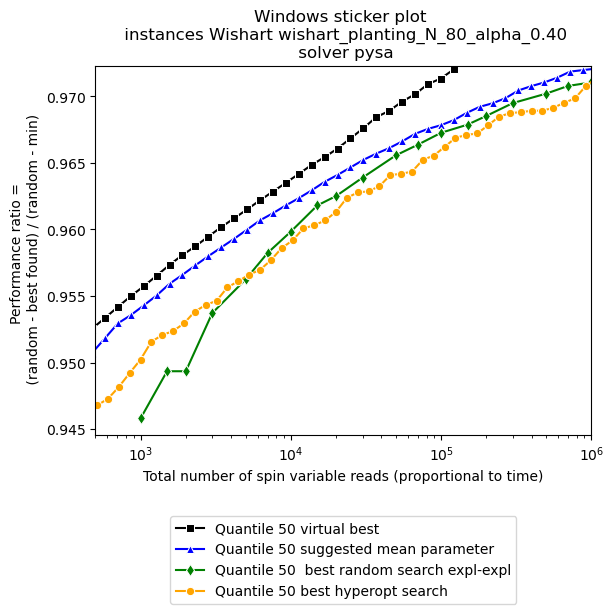 Windows sticker plot
instances Wishart wishart_planting_N_80_alpha_0.40
solver pysa
Performance ratio =
(random - best found) / (random - min)
0.970
0.965
0.960
0.955
0.950
0.945
10³ 10⁴ 10⁵ 10⁶
Total number of spin variable reads (proportional to time)
Quantile 50 virtual best
Quantile 50 suggested mean parameter
Quantile 50  best random search expl-expl
Quantile 50 best hyperopt search